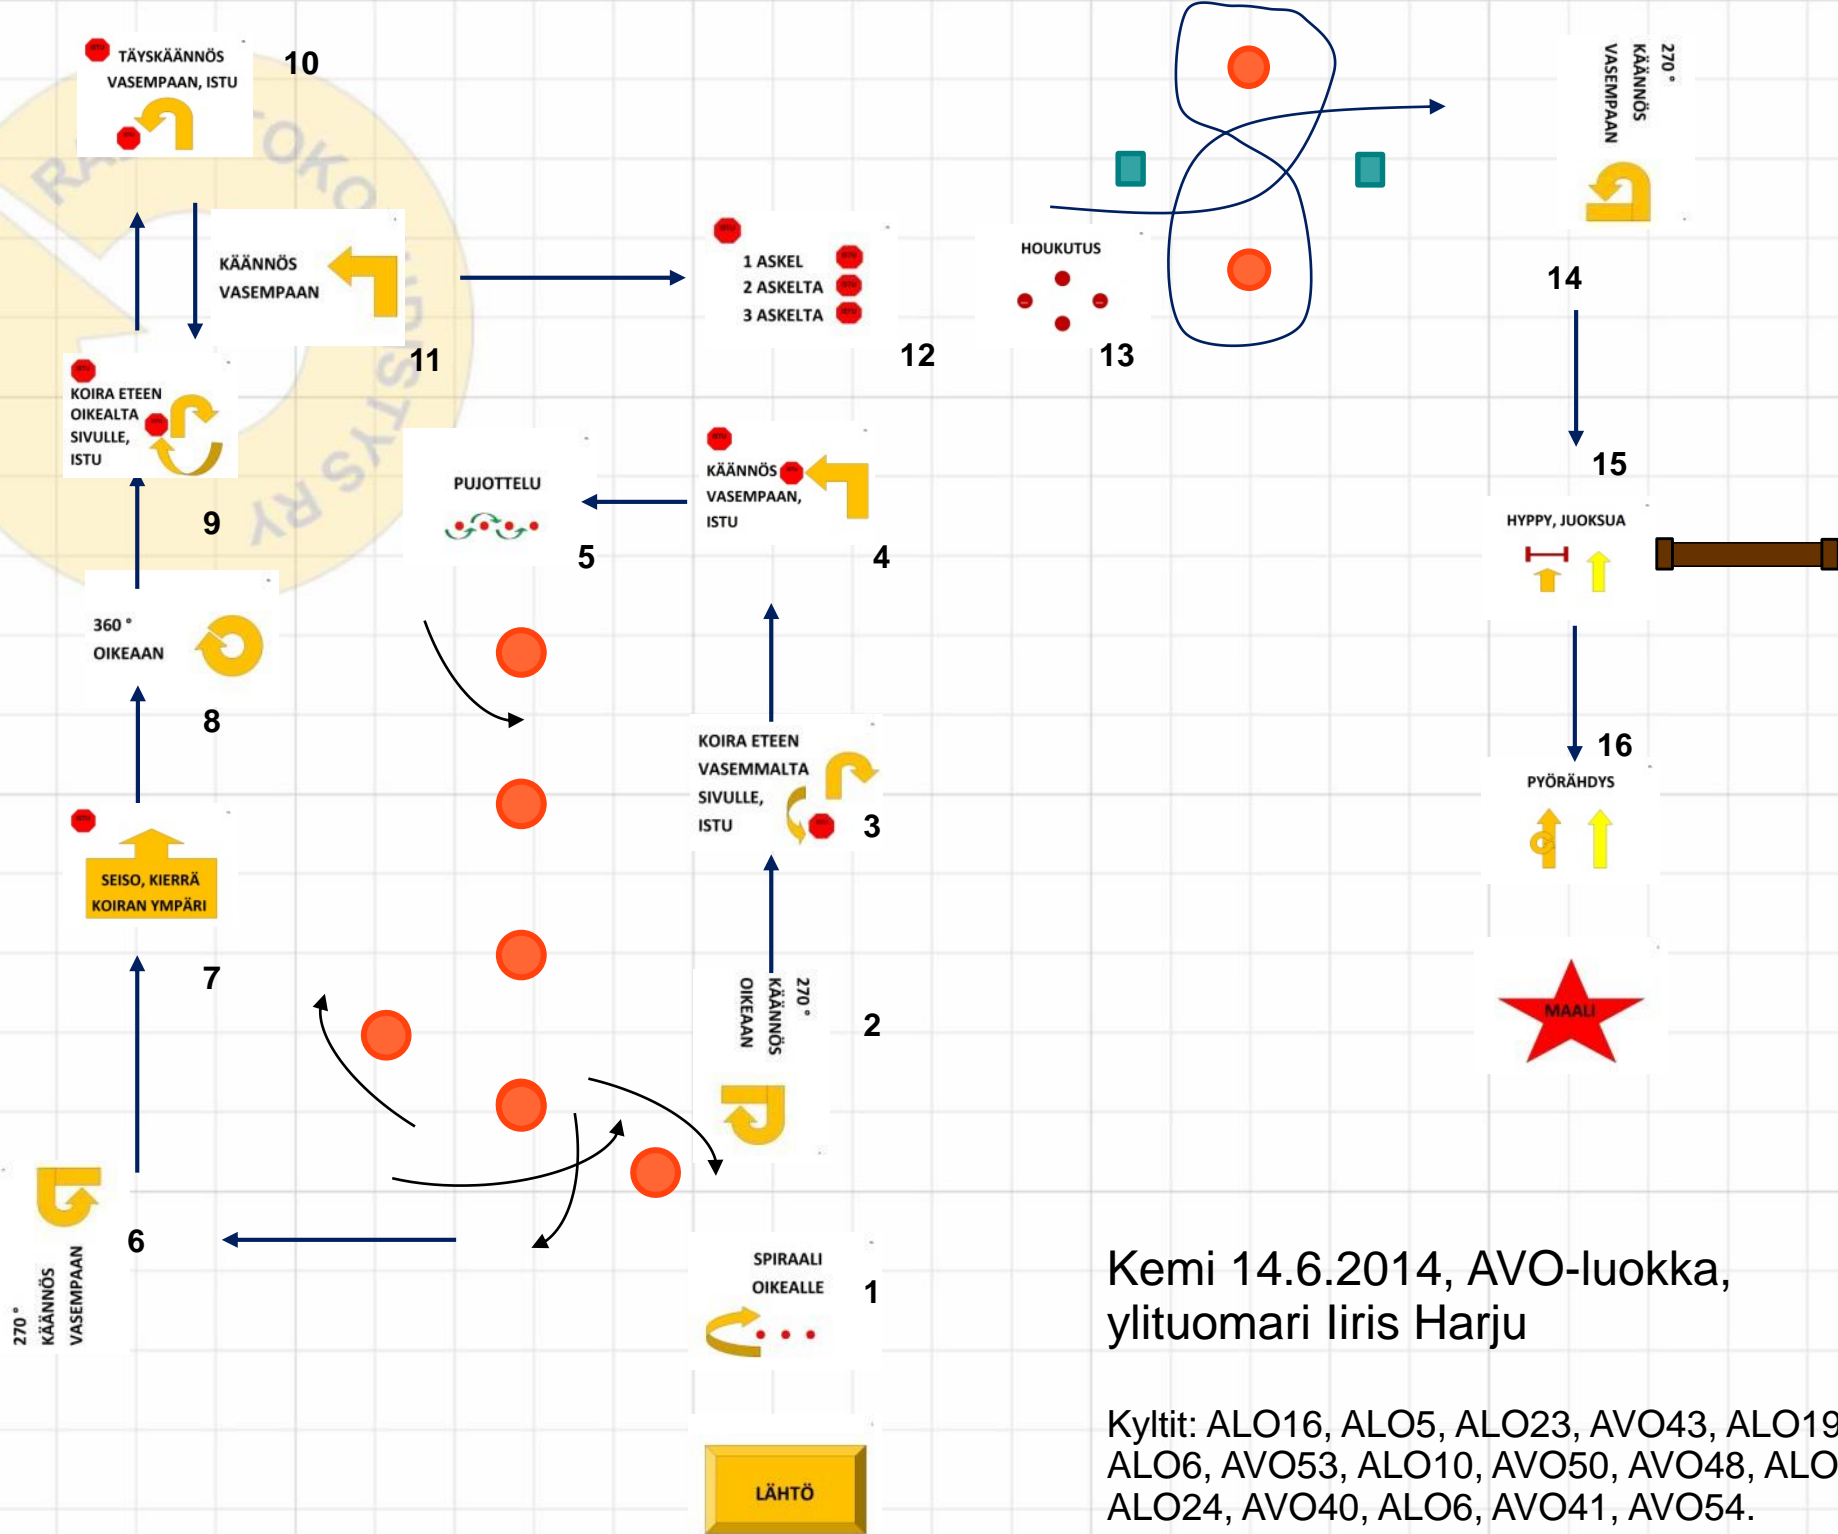 TÄYSKÄÄNNÖS
VASEMPAAN, ISTU
10
KÄÄNNÖS
VASEMPAAN
11
1 ASKEL
2 ASKELTA
3 ASKELTA
12
HOUKUTUS
13
270°
KÄÄNNÖS
VASEMPAAN
14
KOIRA ETEEN
OIKEALTA
SIVULLE,
ISTU
9
PUJOTTELU
5
KÄÄNNÖS
VASEMPAAN,
ISTU
4
15
HYPPY, JUOKSUA
360 °
OIKEAAN
8
KOIRA ETEEN
VASEMMALTA
SIVULLE,
ISTU
3
16
PYÖRÄHDYS
SEISO, KIERRÄ
KOIRAN YMPÄRI
7
270°
KÄÄNNÖS
OIKEAAN
2
MAALI
6
270°
KÄÄNNÖS
VASEMPAAN
SPIRAALI
OIKEALLE
1
LÄHTÖ
Kemi 14.6.2014, AVO-luokka,
ylituomari Iiris Harju
Kyltit: ALO16, ALO5, ALO23, AVO43, ALO19
ALO6, AVO53, ALO10, AVO50, AVO48, ALO
ALO24, AVO40, ALO6, AVO41, AVO54.